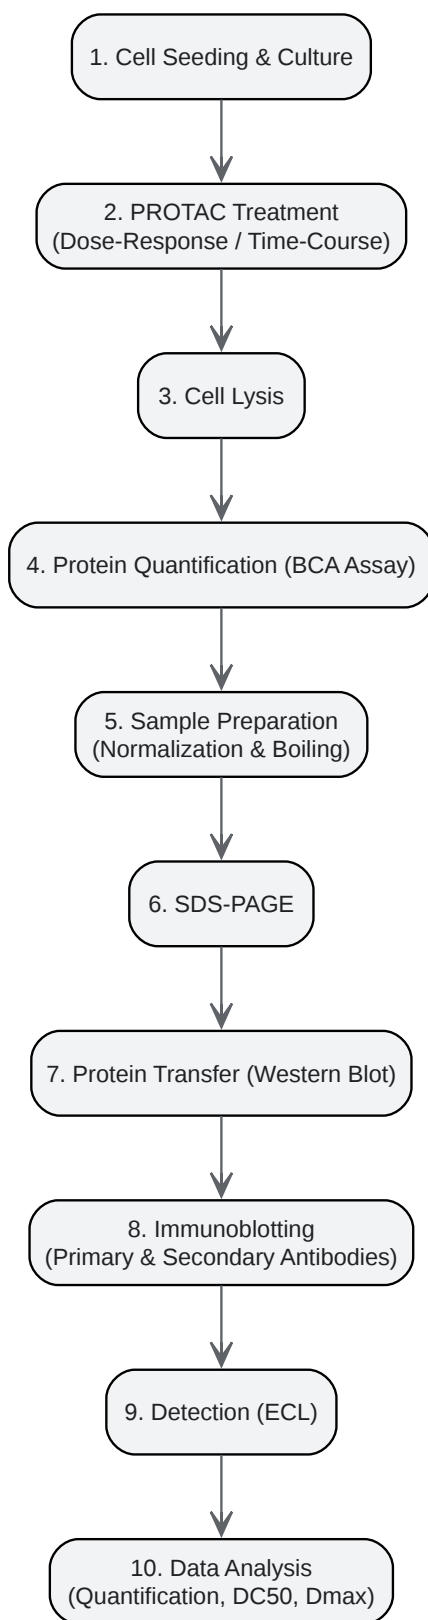 1. Cell Seeding & Culture
2. PROTAC Treatment
(Dose-Response / Time-Course)
3. Cell Lysis
4. Protein Quantification (BCA Assay)
5. Sample Preparation
(Normalization & Boiling)
6. SDS-PAGE
7. Protein Transfer (Western Blot)
8. Immunoblotting
(Primary & Secondary Antibodies)
9. Detection (ECL)
10. Data Analysis
(Quantification, DC50, Dmax)